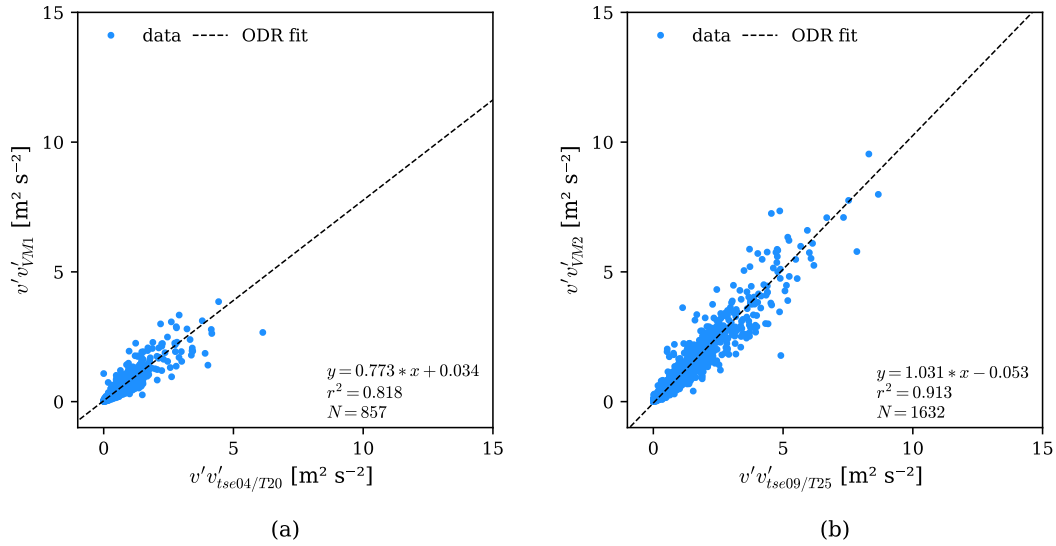 15
10
5
0
0
5
10
15
data
ODR fit
y = 0.773 * x + 0.034
r² = 0.818
N = 857
v′v′VM1 [m² s⁻²]
v′v′tse04/T20 [m² s⁻²]
(a)
15
10
5
0
0
5
10
15
data
ODR fit
y = 1.031 * x − 0.053
r² = 0.913
N = 1632
v′v′VM2 [m² s⁻²]
v′v′tse09/T25 [m² s⁻²]
(b)